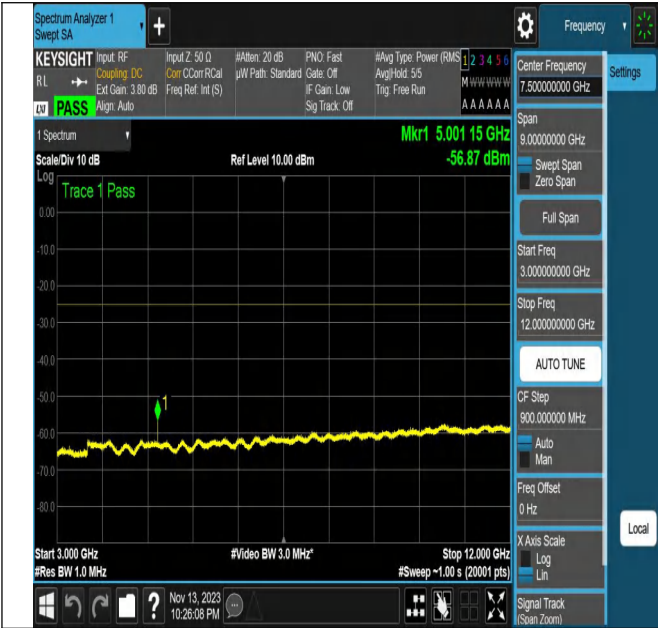 Spectrum Analyzer 1
Swept SA
+
Frequency
KEYSIGHT
RL
LXI
PASS
Input: RF
Coupling: DC
Ext Gain: 3.80 dB
Align: Auto
Input Z: 50 Ω
Corr CCorr RCal
Freq Ref: Int (S)
#Atten: 20 dB
µW Path: Standard
PNO: Fast
Gate: Off
IF Gain: Low
Sig Track: Off
#Avg Type: Power (RMS)
Avg|Hold: 5/5
Trig: Free Run
1 2 3 4 5 6
M W W W W W
A A A A A A
1 Spectrum
Scale/Div 10 dB
Ref Level 10.00 dBm
Mkr1 5.001 15 GHz
-56.87 dBm
Log
Trace 1 Pass
0.00
-10.0
-20.0
-30.0
-40.0
-50.0
-60.0
-70.0
-80.0
1
Start 3.000 GHz
#Res BW 1.0 MHz
#Video BW 3.0 MHz*
Stop 12.000 GHz
#Sweep ~1.00 s (20001 pts)
Center Frequency
7.500000000 GHz
Settings
Span
9.00000000 GHz
Swept Span
Zero Span
Full Span
Start Freq
3.000000000 GHz
Stop Freq
12.000000000 GHz
AUTO TUNE
CF Step
900.000000 MHz
Auto
Man
Freq Offset
0 Hz
X Axis Scale
Log
Lin
Local
Signal Track
(Span Zoom)
?
Nov 13, 2023
10:26:08 PM